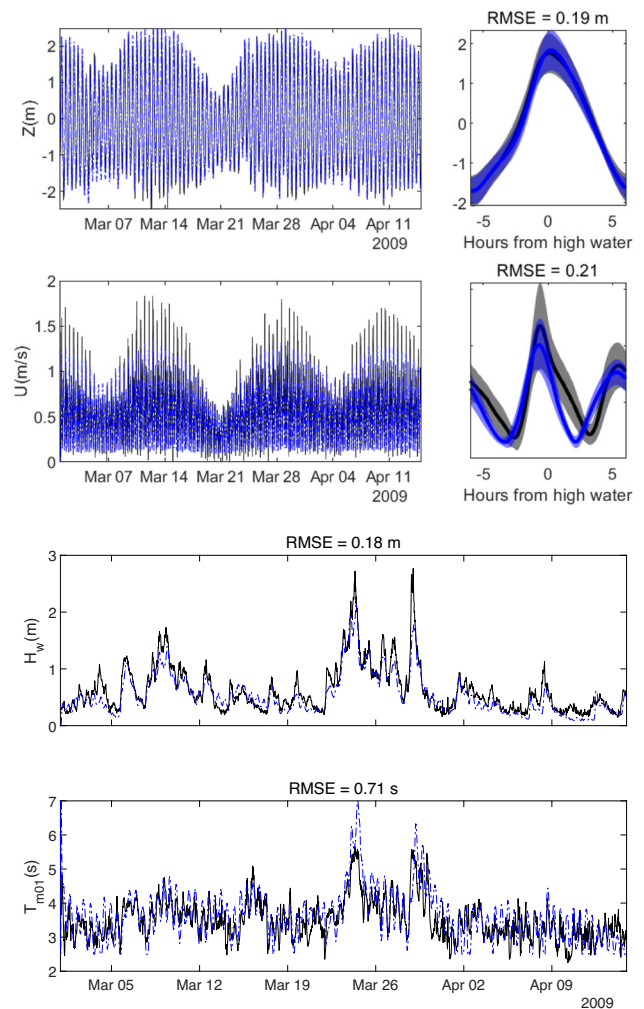 RMSE = 0.19 m
Z(m)
2
1
0
-1
-2
Mar 07 Mar 14 Mar 21 Mar 28 Apr 04 Apr 11
2009
2
1
0
-1
-2
-5 0 5
Hours from high water
RMSE = 0.21
U(m/s)
2
1.5
1
0.5
0
Mar 07 Mar 14 Mar 21 Mar 28 Apr 04 Apr 11
2009
-5 0 5
Hours from high water
RMSE = 0.18 m
H_w(m)
3
2
1
0
RMSE = 0.71 s
T_m01(s)
7
6
5
4
3
2
Mar 05 Mar 12 Mar 19 Mar 26 Apr 02 Apr 09
2009